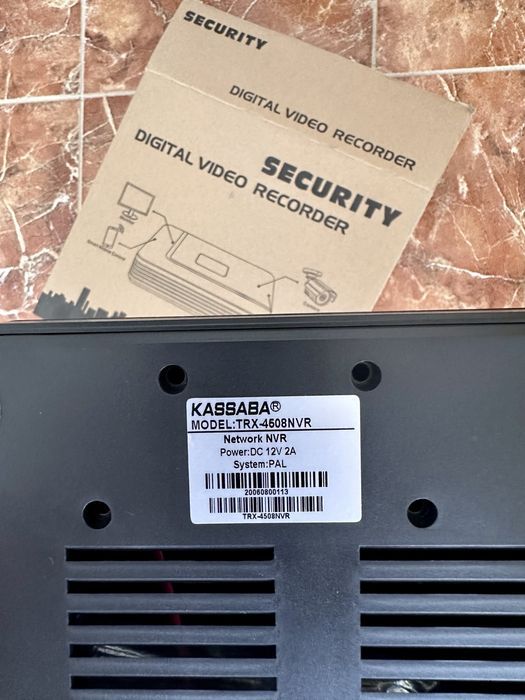 SECURITY
DIGITAL VIDEO RECORDER
SECURITY
DIGITAL VIDEO RECORDER
KASSABA®
MODEL:TRX-4508NVR
Network NVR
Power:DC 12V 2A
System:PAL
20060800113
TRX-4508NVR